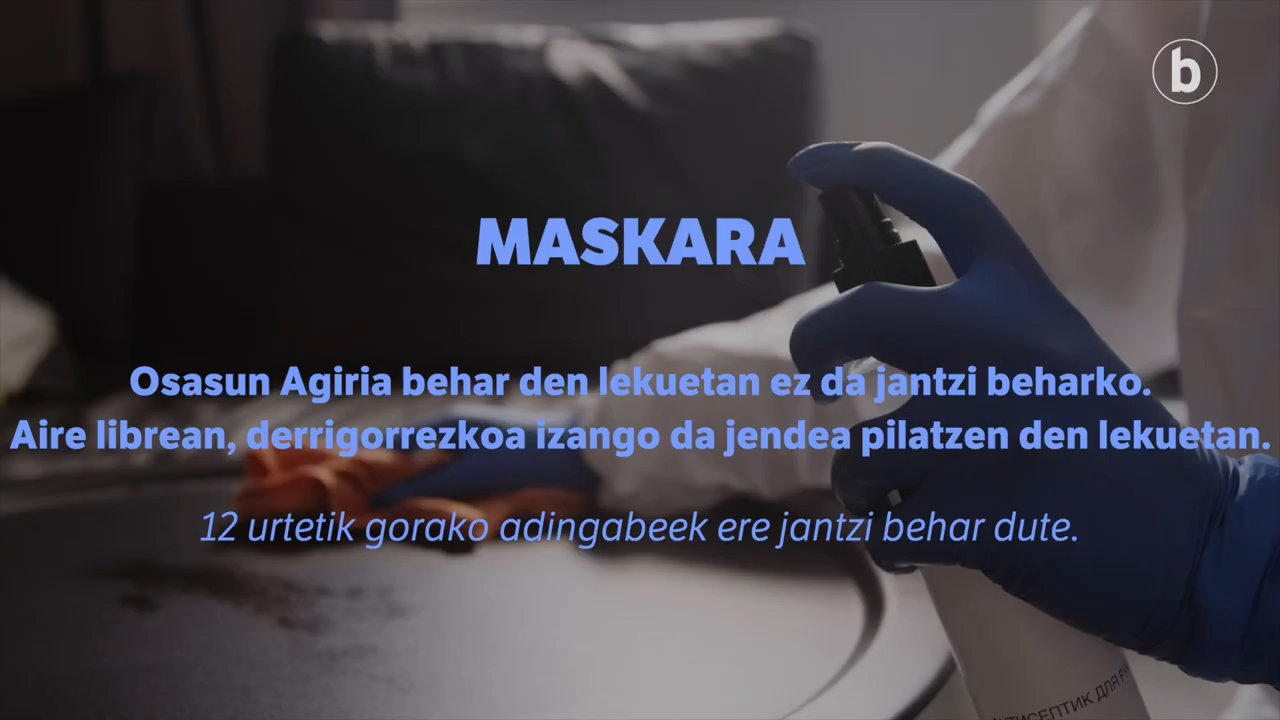 b
MASKARA
Osasun Agiria behar den lekuetan ez da jantzi beharko.
Aire librean, derrigorrezkoa izango da jendea pilatzen den lekuetan.
12 urtetik gorako adingabeek ere jantzi behar dute.
ДЛЯ